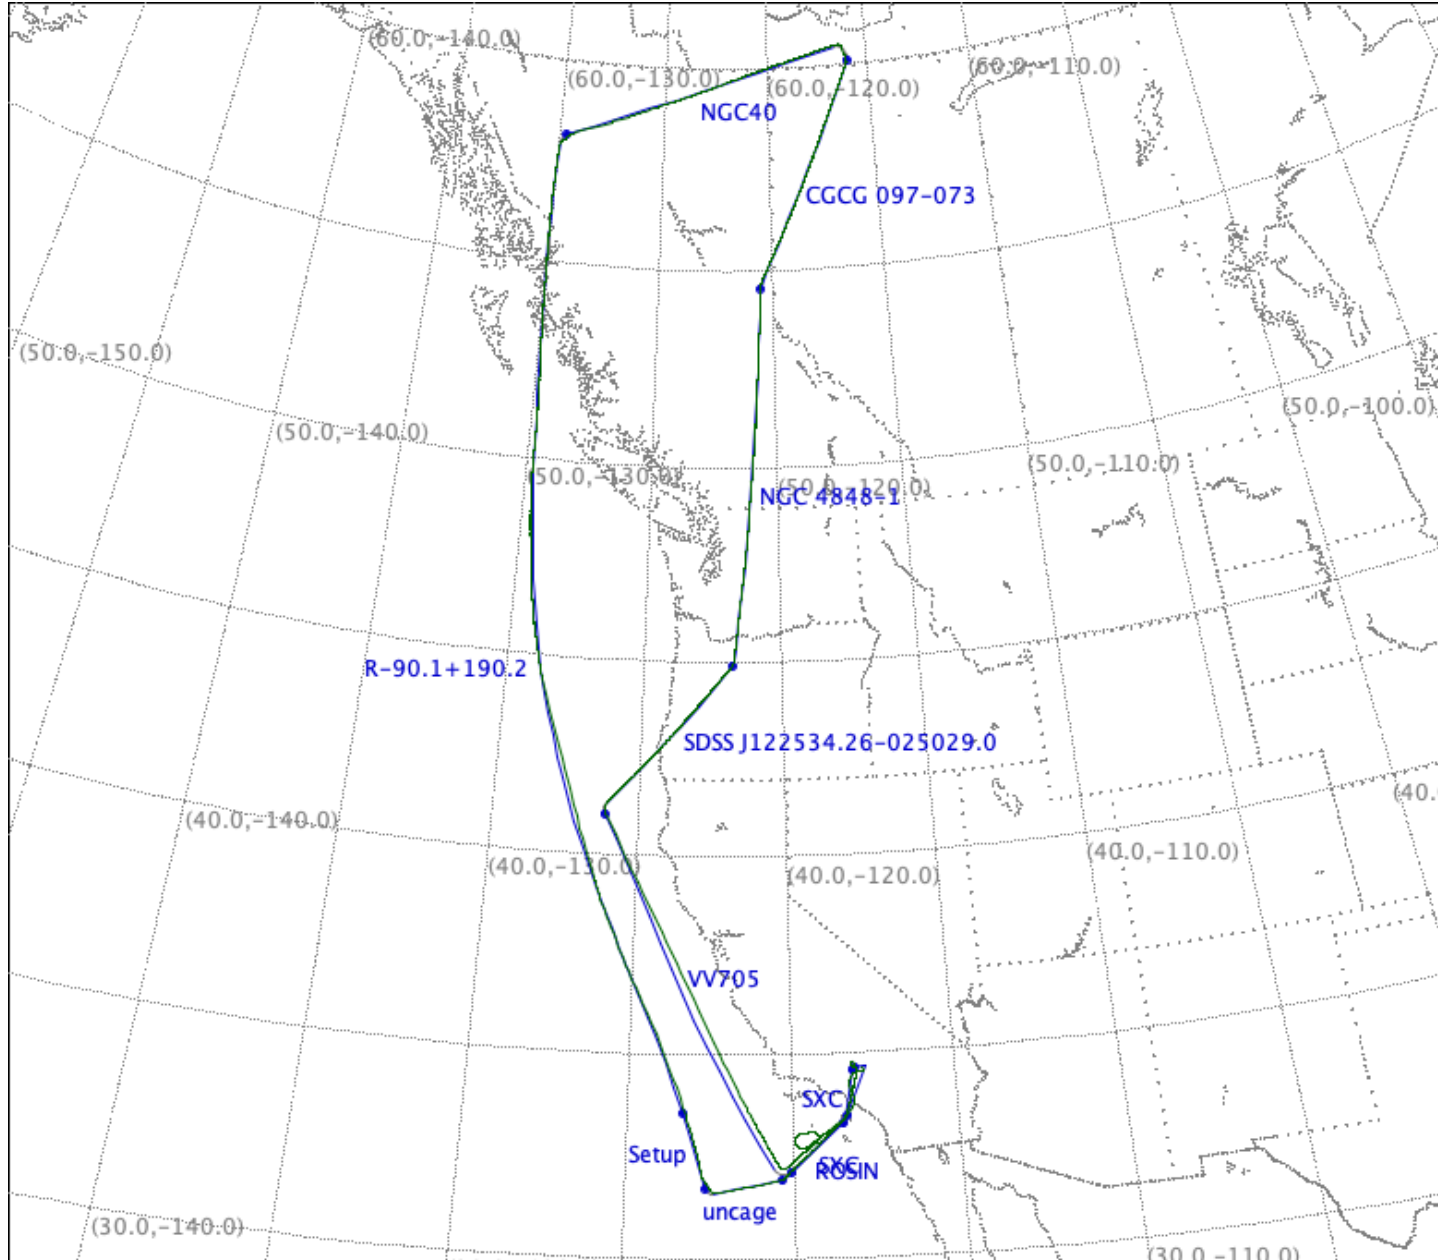 (60.0,-140.0)
(60.0,-130.0)
(60.0,-120.0)
(60.0,-110.0)
NGC40
CGCG 097-073
(50.0,-150.0)
(50.0,-140.0)
(50.0,-130.0)
(50.0,-120.0)
(50.0,-110.0)
(50.0,-100.0)
NGC 4848-1
R-90.1+190.2
SDSS J122534.26-025029.0
(40.0,-140.0)
(40.0,-130.0)
(40.0,-120.0)
(40.0,-110.0)
(40.
VV705
SXC
Setup
SXC
ROSIN
uncage
(30.0,-140.0)
(30.0,-110.0)